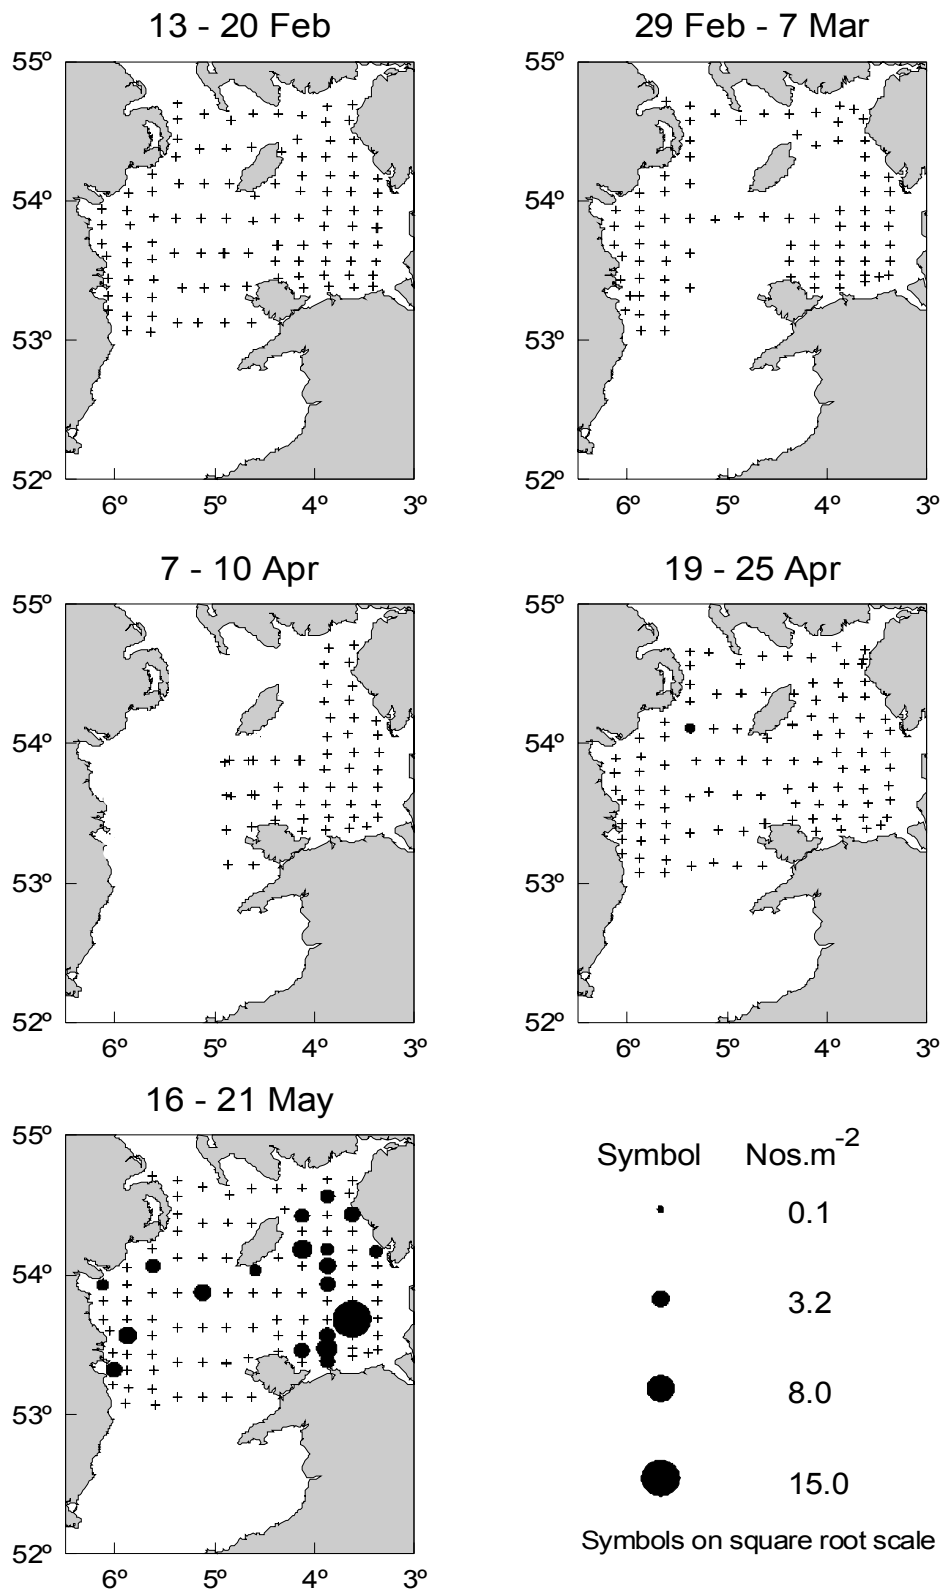 13 - 20 Feb
29 Feb - 7 Mar
55º
54º
53º
52º
6º 5º 4º 3º
55º
54º
53º
52º
6º 5º 4º 3º
7 - 10 Apr
19 - 25 Apr
55º
54º
53º
52º
6º 5º 4º 3º
55º
54º
53º
52º
6º 5º 4º 3º
16 - 21 May
55º
54º
53º
52º
6º 5º 4º 3º
Symbol Nos.m-2
0.1
3.2
8.0
15.0
Symbols on square root scale